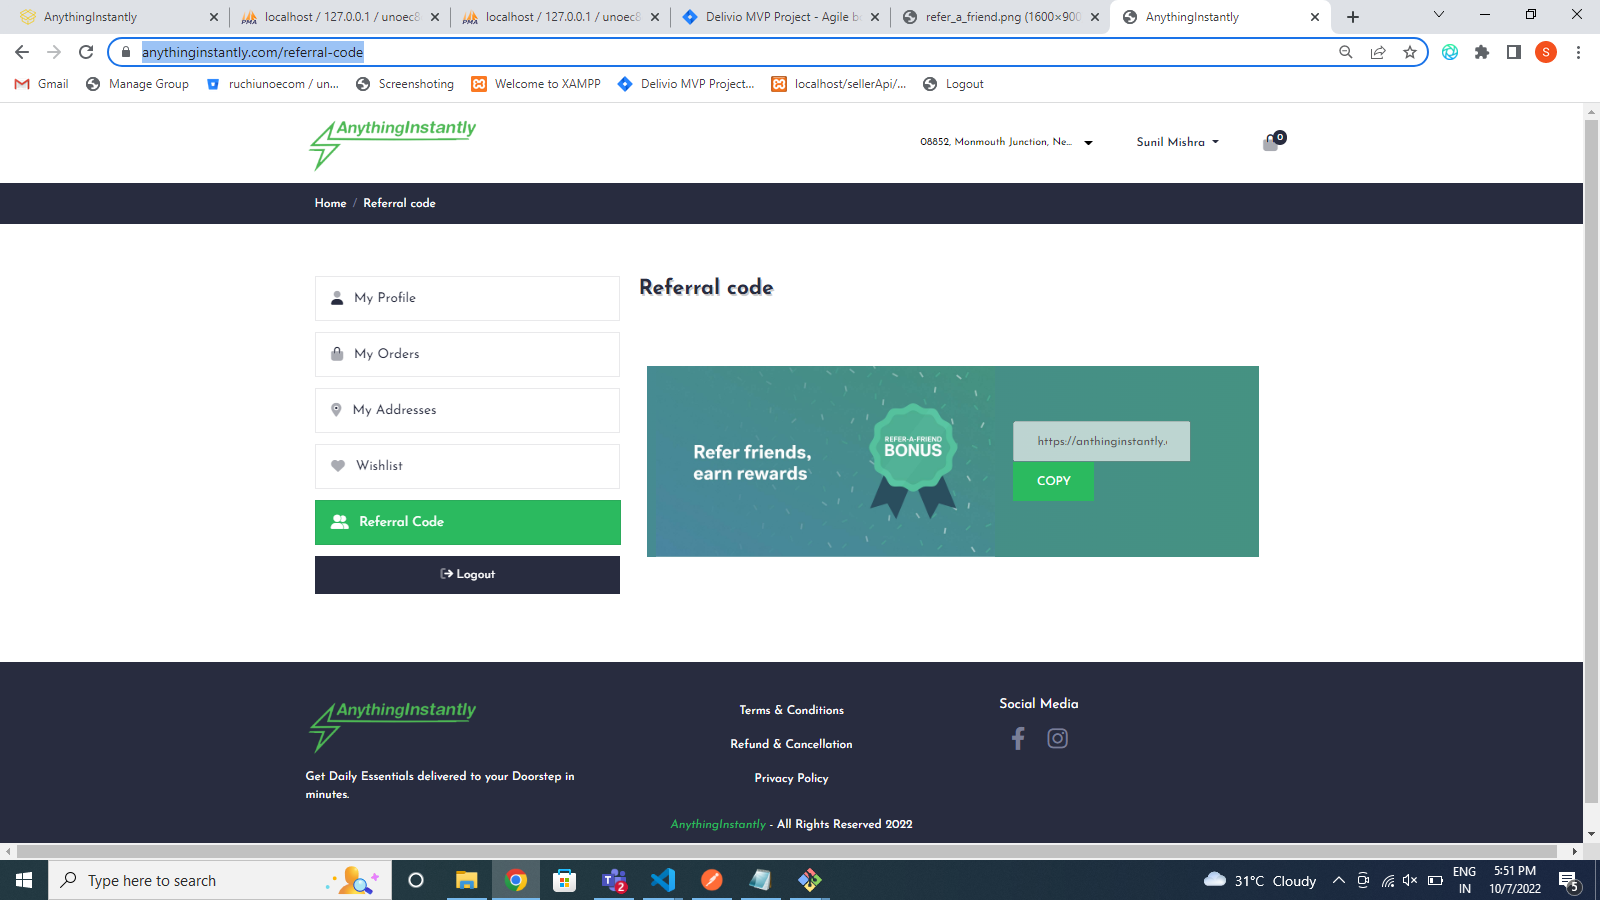 AnythingInstantly
localhost / 127.0.0.1 / unoec8
localhost / 127.0.0.1 / unoec8
Delivio MVP Project - Agile bo
refer_a_friend.png (1600×900
AnythingInstantly
anythinginstantly.com/referral-code
S
Gmail
Manage Group
ruchiunoecom / un...
Screenshoting
Welcome to XAMPP
Delivio MVP Project...
localhost/sellerApi/...
Logout
AnythingInstantly
08852, Monmouth Junction, Ne...
Sunil Mishra
0
Home / Referral code
My Profile
My Orders
My Addresses
Wishlist
Referral Code
Logout
Referral code
Refer friends,
earn rewards
REFER-A-FRIEND
BONUS
https://anthinginstantly.
COPY
AnythingInstantly
Get Daily Essentials delivered to your Doorstep in
minutes.
Terms & Conditions
Refund & Cancellation
Privacy Policy
Social Media
AnythingInstantly - All Rights Reserved 2022
Type here to search
2
31°C Cloudy
ENG
IN
5:51 PM
10/7/2022
5